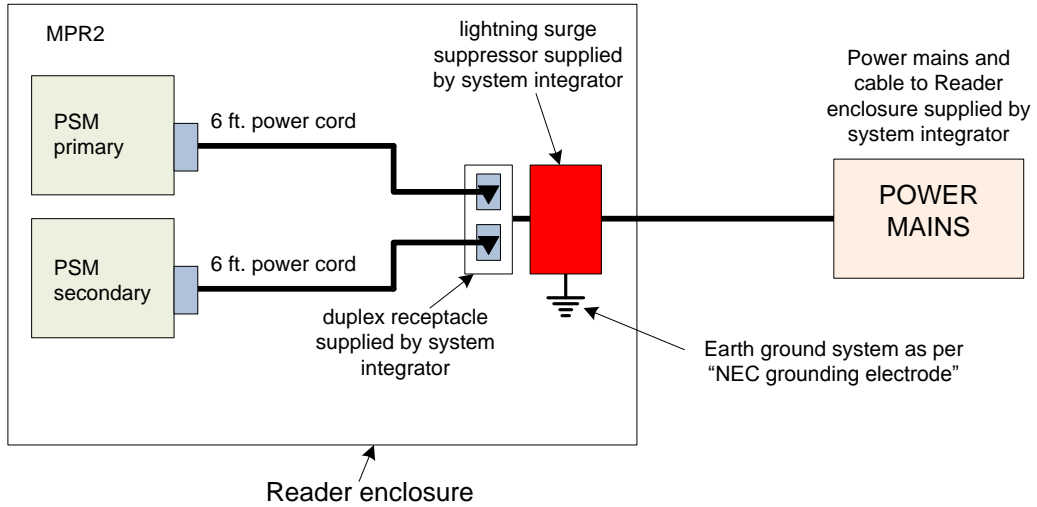 MPR2
lightning surge
suppressor supplied
by system integrator
Power mains and
cable to Reader
enclosure supplied by
system integrator
PSM
primary
6 ft. power cord
POWER
MAINS
PSM
secondary
6 ft. power cord
duplex receptacle
supplied by system
integrator
Earth ground system as per
“NEC grounding electrode”
Reader enclosure